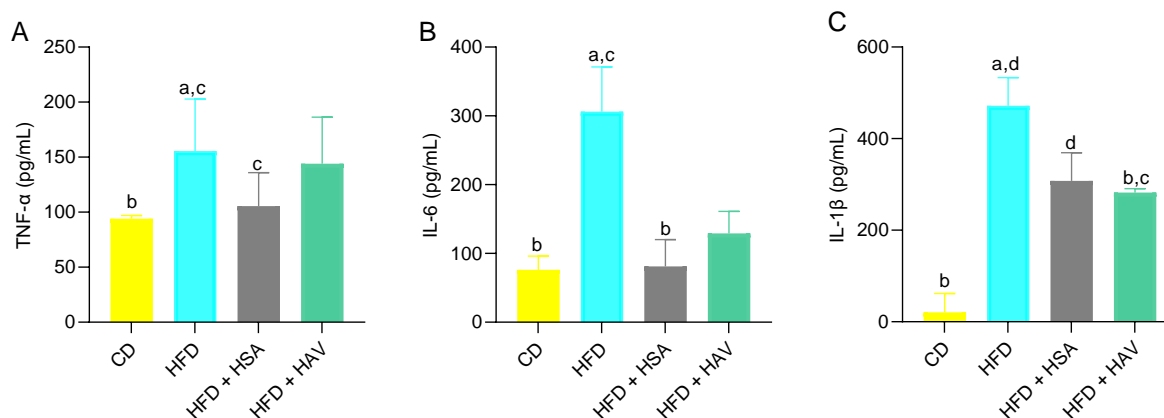 A
TNF-α (pg/mL)
250
200
150
100
50
0
b
a,c
c
CD
HFD
HFD + HSA
HFD + HAV
B
IL-6 (pg/mL)
400
300
200
100
0
b
a,c
b
CD
HFD
HFD + HSA
HFD + HAV
C
IL-1β (pg/mL)
600
400
200
0
b
a,d
d
b,c
CD
HFD
HFD + HSA
HFD + HAV